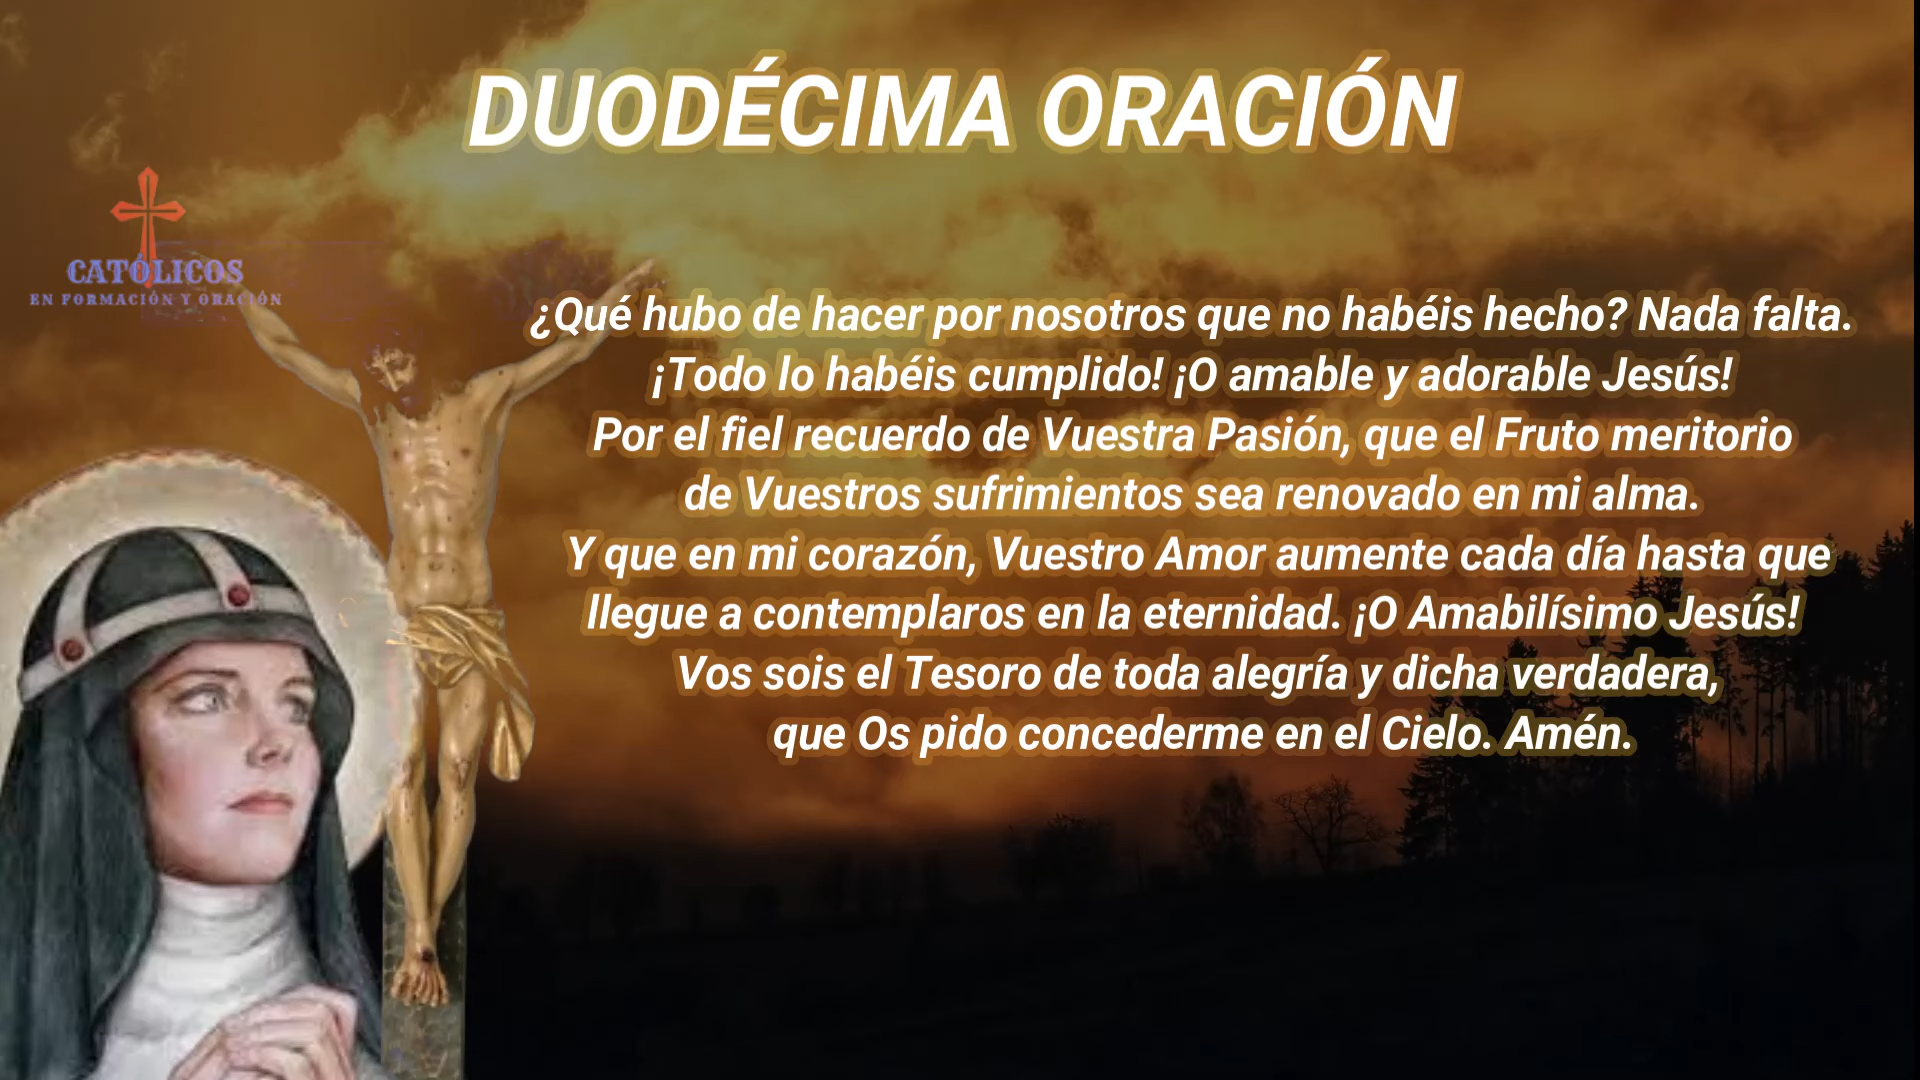 DUODÉCIMA ORACIÓN
CATÓLICOS
EN FORMACIÓN Y ORACIÓN
¿Qué hubo de hacer por nosotros que no habéis hecho? Nada falta.
¡Todo lo habéis cumplido! ¡O amable y adorable Jesús!
Por el fiel recuerdo de Vuestra Pasión, que el Fruto meritorio
de Vuestros sufrimientos sea renovado en mi alma.
Y que en mi corazón, Vuestro Amor aumente cada día hasta que
llegue a contemplaros en la eternidad. ¡O Amabilísimo Jesús!
Vos sois el Tesoro de toda alegría y dicha verdadera,
que Os pido concederme en el Cielo. Amén.